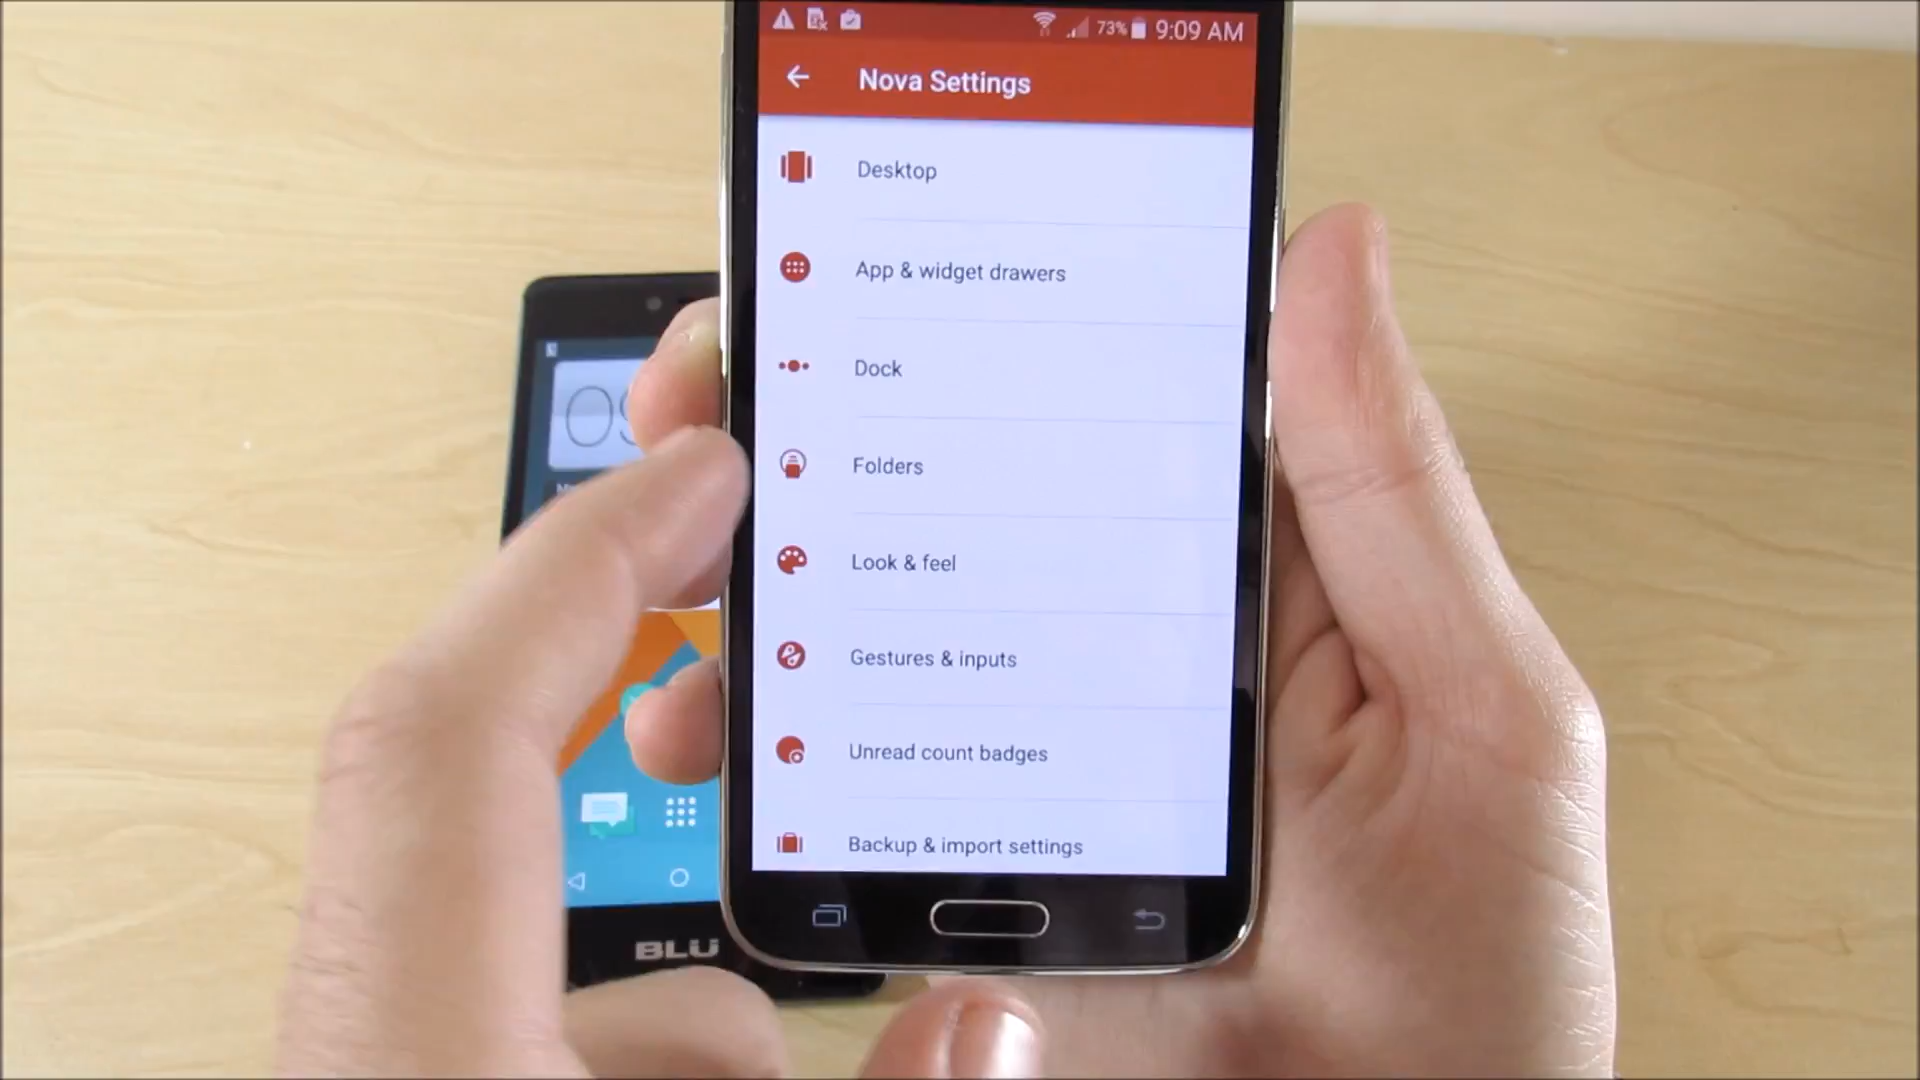 73% 9:09 AM
Nova Settings
Desktop
App & widget drawers
Dock
Folders
Look & feel
Gestures & inputs
Unread count badges
Backup & import settings
09
BLU